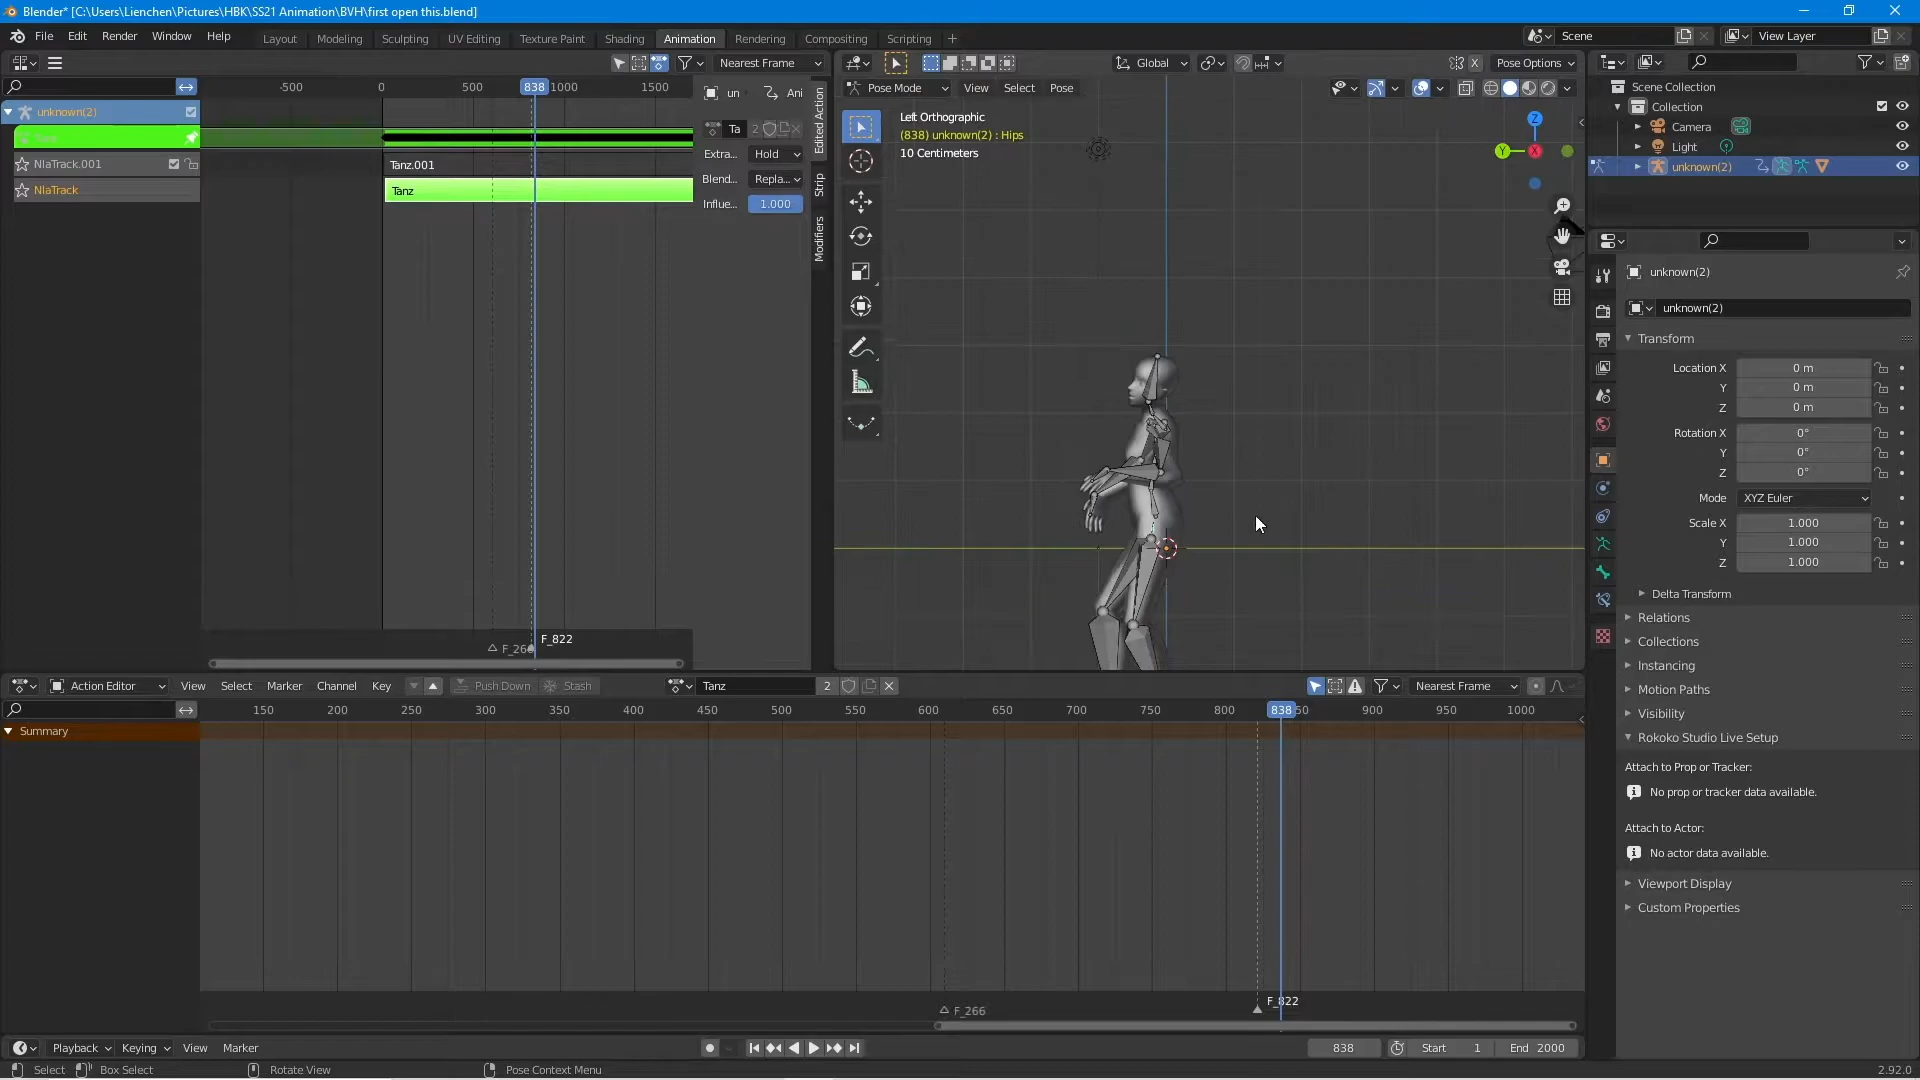 Blender* [C:\Users\Lienchen\Pictures\HBK\SS21 Animation\BVH\first open this.blend]
File Edit Render Window Help
Layout Modeling Sculpting UV Editing Texture Paint Shading Animation Rendering Compositing Scripting +
Scene
View Layer
Nearest Frame
-500 0 500 838 1000 1500
unknown(2)
NlaTrack.001
NlaTrack
Tanz.001
Tanz
F_822
un Ani
Ta 2
Extra... Hold
Blend... Repla...
Influe... 1.000
Edited Action
Strip
Modifiers
Global
Pose Options
Pose Mode View Select Pose
Left Orthographic
(838) unknown(2) : Hips
10 Centimeters
Z
Y
X
Scene Collection
Collection
Camera
Light
unknown(2)
unknown(2)
unknown(2)
Transform
Location X 0 m
Y 0 m
Z 0 m
Rotation X 0°
Y 0°
Z 0°
Mode XYZ Euler
Scale X 1.000
Y 1.000
Z 1.000
Delta Transform
Relations
Collections
Instancing
Motion Paths
Visibility
Rokoko Studio Live Setup
Attach to Prop or Tracker:
No prop or tracker data available.
Attach to Actor:
No actor data available.
Viewport Display
Custom Properties
Action Editor View Select Marker Channel Key Push Down Stash Tanz 2 Nearest Frame
150 200 250 300 350 400 450 500 550 600 650 700 750 800 838 50 900 950 1000
Summary
F_266
F_822
Playback Keying View Marker 838 Start 1 End 2000
Select Box Select Rotate View Pose Context Menu 2.92.0